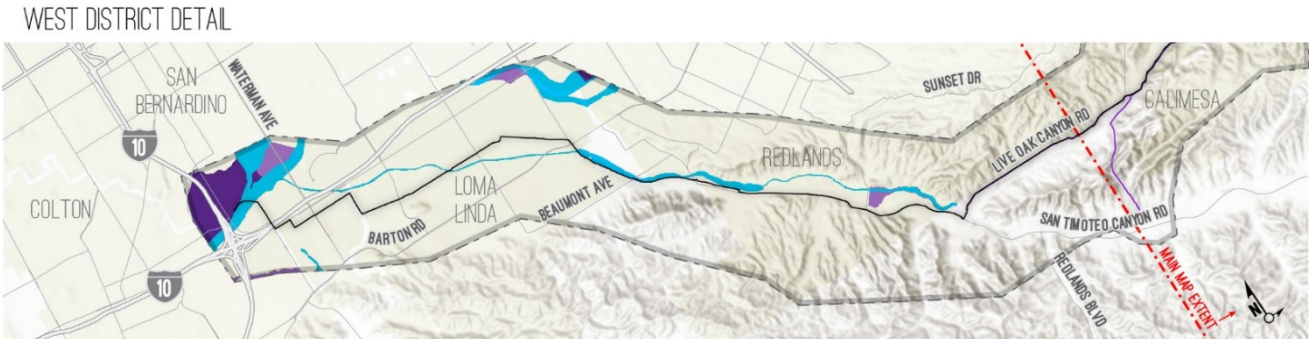 WEST DISTRICT DETAIL
SAN
BERNARDINO
WATERMAN AVE
10
COLTON
10
LOMA
LINDA
BARTON RD
BEAUMONT AVE
REDLANDS
SUNSET DR
LIVE OAK CANYON RD
CALIMESA
SAN TIMOTEO CANYON RD
REDLANDS BLVD
MAIN MAP EXTENT
N